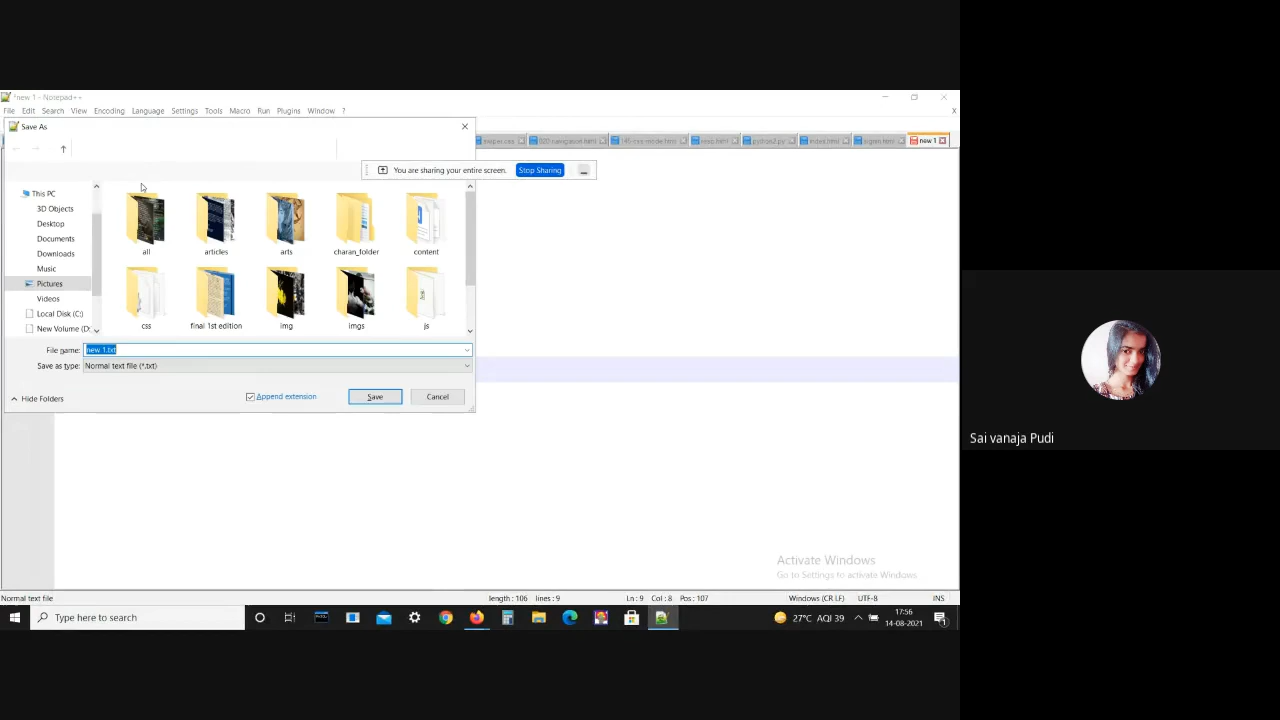 *new 1 - Notepad++
File Edit Search View Encoding Language Settings Tools Macro Run Plugins Window ? X
Save As
new 1
You are sharing your entire screen. Stop Sharing
This PC
3D Objects
Desktop
Documents
Downloads
Music
Pictures
Videos
Local Disk (C:)
New Volume (D:
all articles arts charan_folder content
css final 1st edition img imgs js
File name: new 1.txt
Save as type: Normal text file (*.txt)
Hide Folders
Append extension
Save
Cancel
Sai vanaja Pudi
Activate Windows
Go to Settings to activate Windows.
Normal text file length : 106 lines : 9 Ln : 9 Col : 8 Pos : 107 Windows (CR LF) UTF-8 INS
Type here to search
27°C AQI 39
17:56
14-08-2021
1